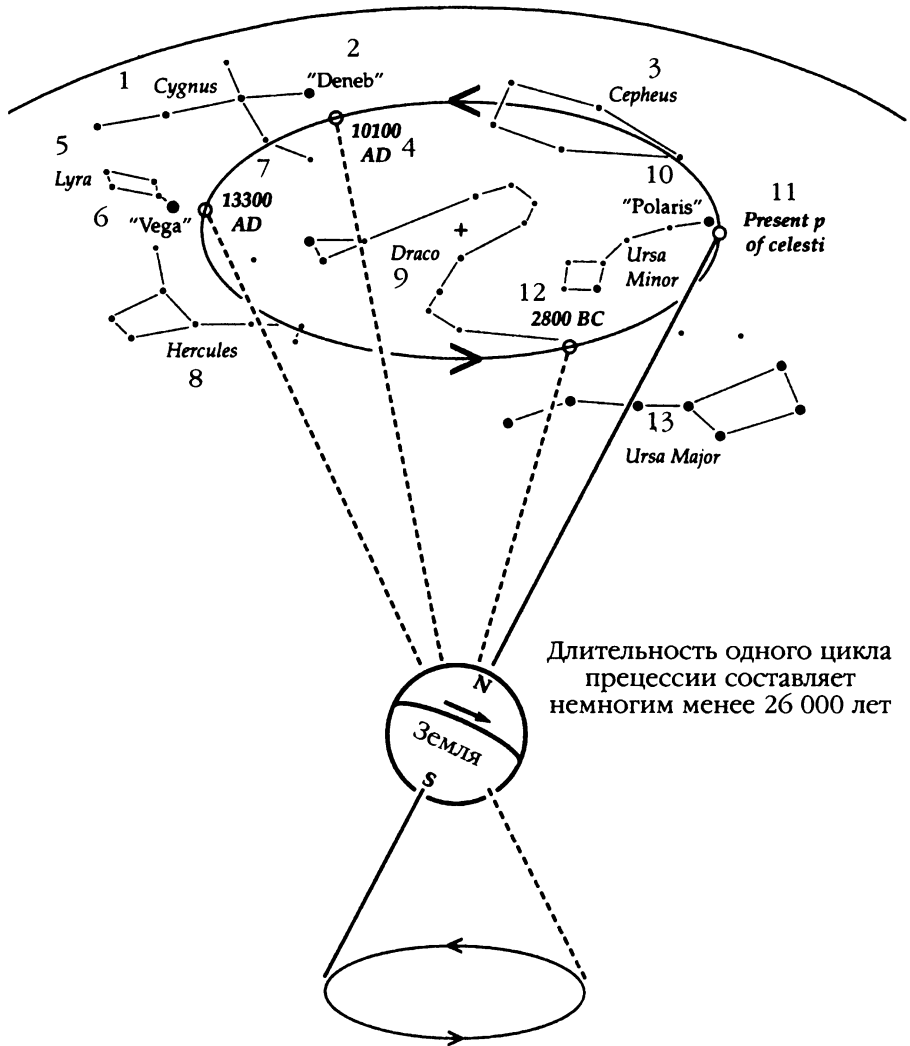 2
1
Cygnus
"Deneb"
3
Cepheus
5
7
10100
AD
4
Lyra
6
"Vega"
13300
AD
10
"Polaris"
11
Present p
of celesti
Draco
9
Ursa
Minor
12
2800 BC
Hercules
8
13
Ursa Major
Длительность одного цикла
прецессии составляет
немногим менее 26 000 лет
N
Земля
S